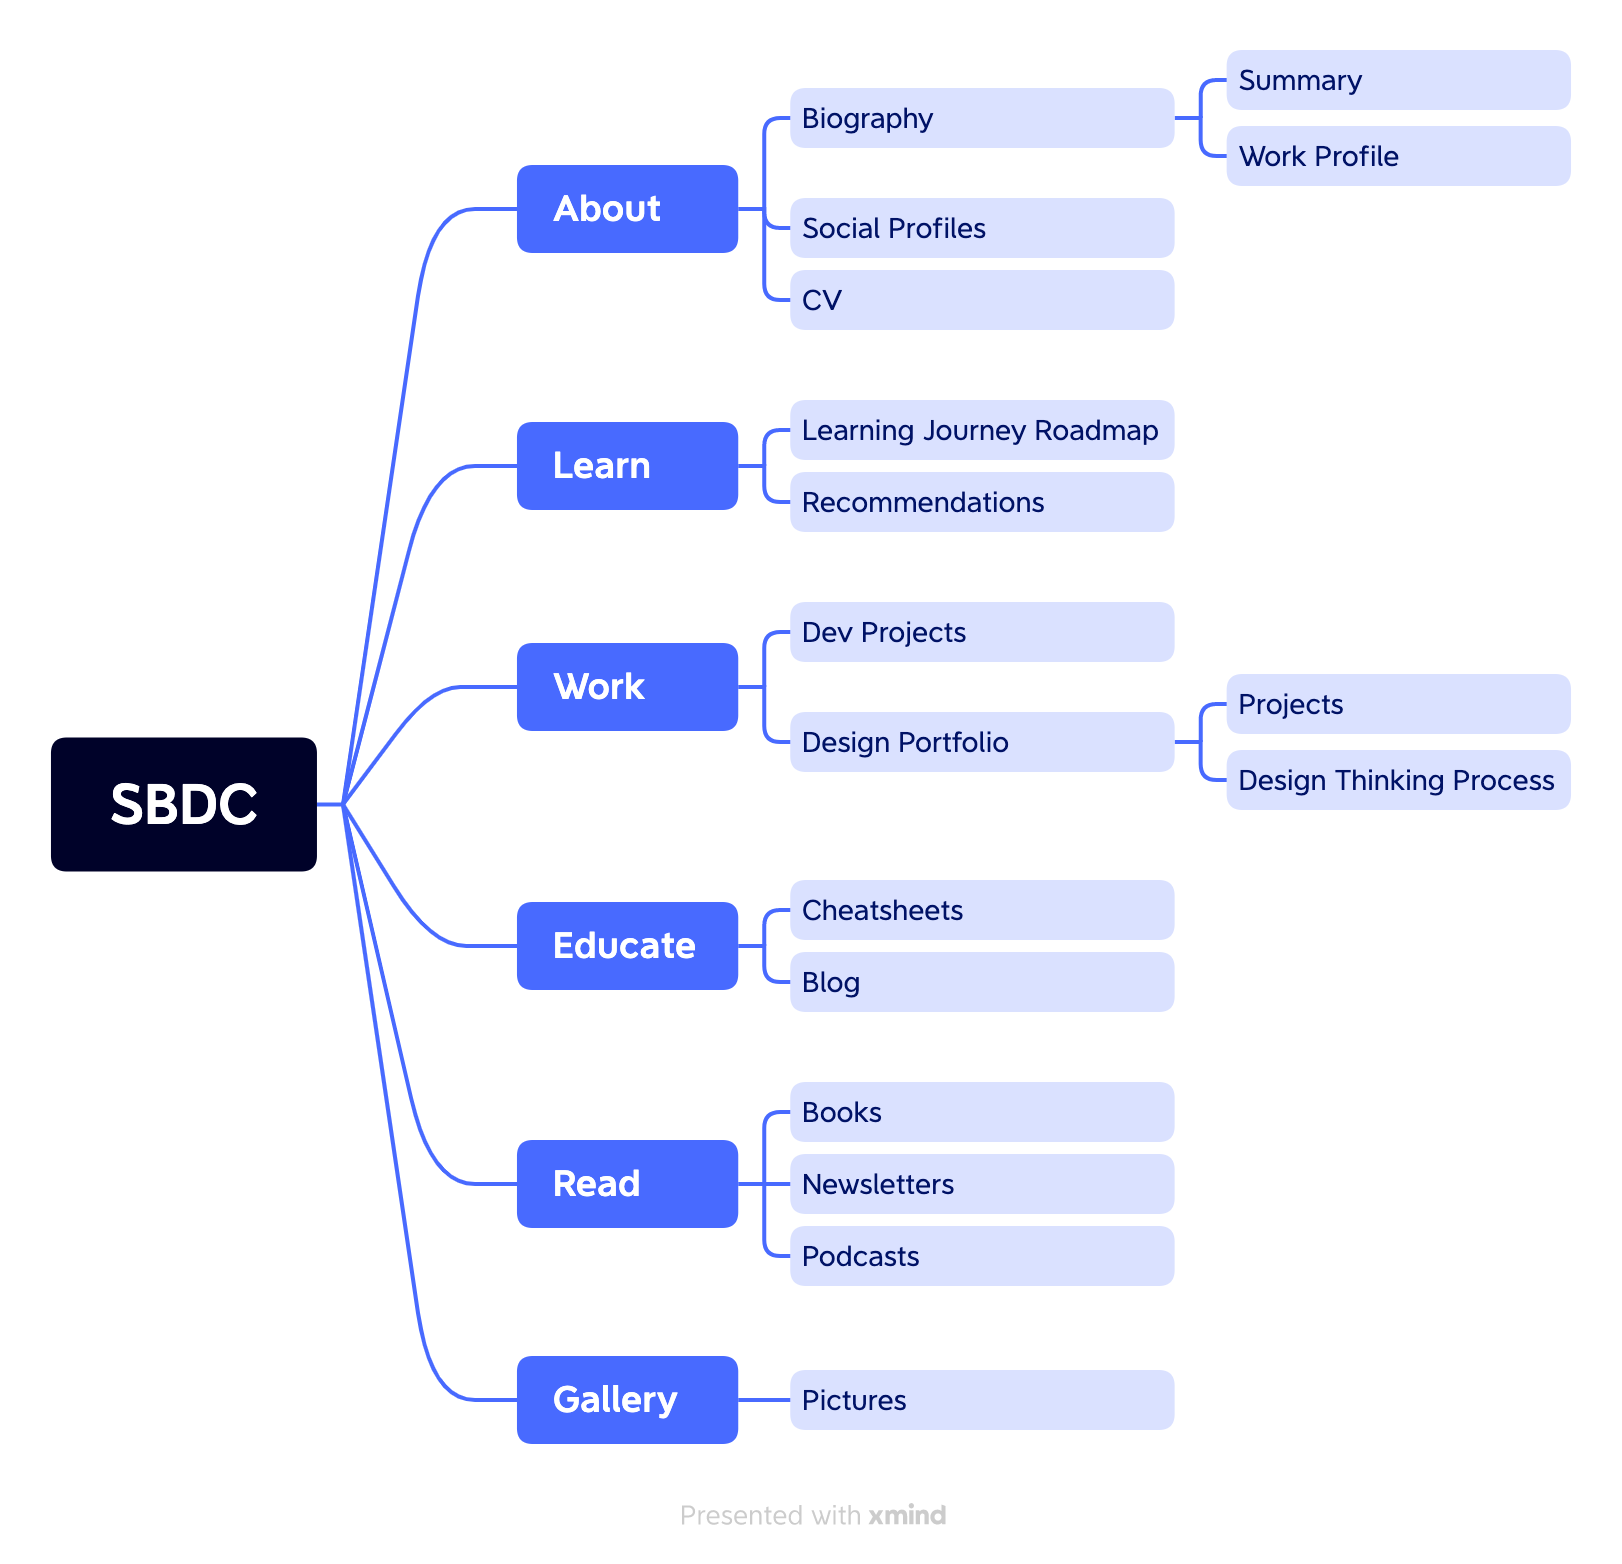 SBDC
About
Biography
Summary
Work Profile
Social Profiles
CV
Learn
Learning Journey Roadmap
Recommendations
Work
Dev Projects
Design Portfolio
Projects
Design Thinking Process
Educate
Cheatsheets
Blog
Read
Books
Newsletters
Podcasts
Gallery
Pictures
Presented with xmind